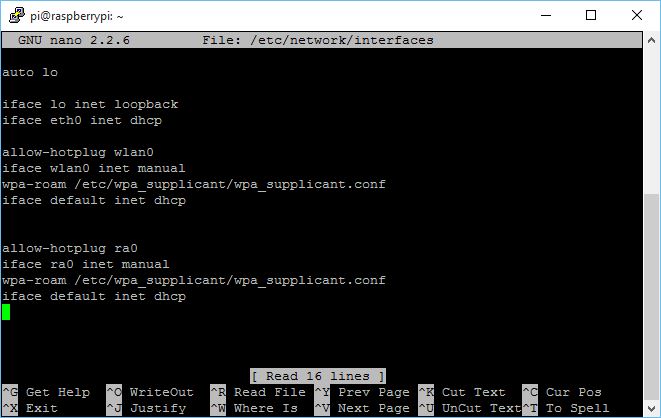 pi@raspberrypi: ~
GNU nano 2.2.6 File: /etc/network/interfaces
auto lo
iface lo inet loopback
iface eth0 inet dhcp
allow-hotplug wlan0
iface wlan0 inet manual
wpa-roam /etc/wpa_supplicant/wpa_supplicant.conf
iface default inet dhcp
allow-hotplug ra0
iface ra0 inet manual
wpa-roam /etc/wpa_supplicant/wpa_supplicant.conf
iface default inet dhcp
[ Read 16 lines ]
^G Get Help ^O WriteOut ^R Read File ^Y Prev Page ^K Cut Text ^C Cur Pos
^X Exit ^J Justify ^W Where Is ^V Next Page ^U UnCut Text^T To Spell